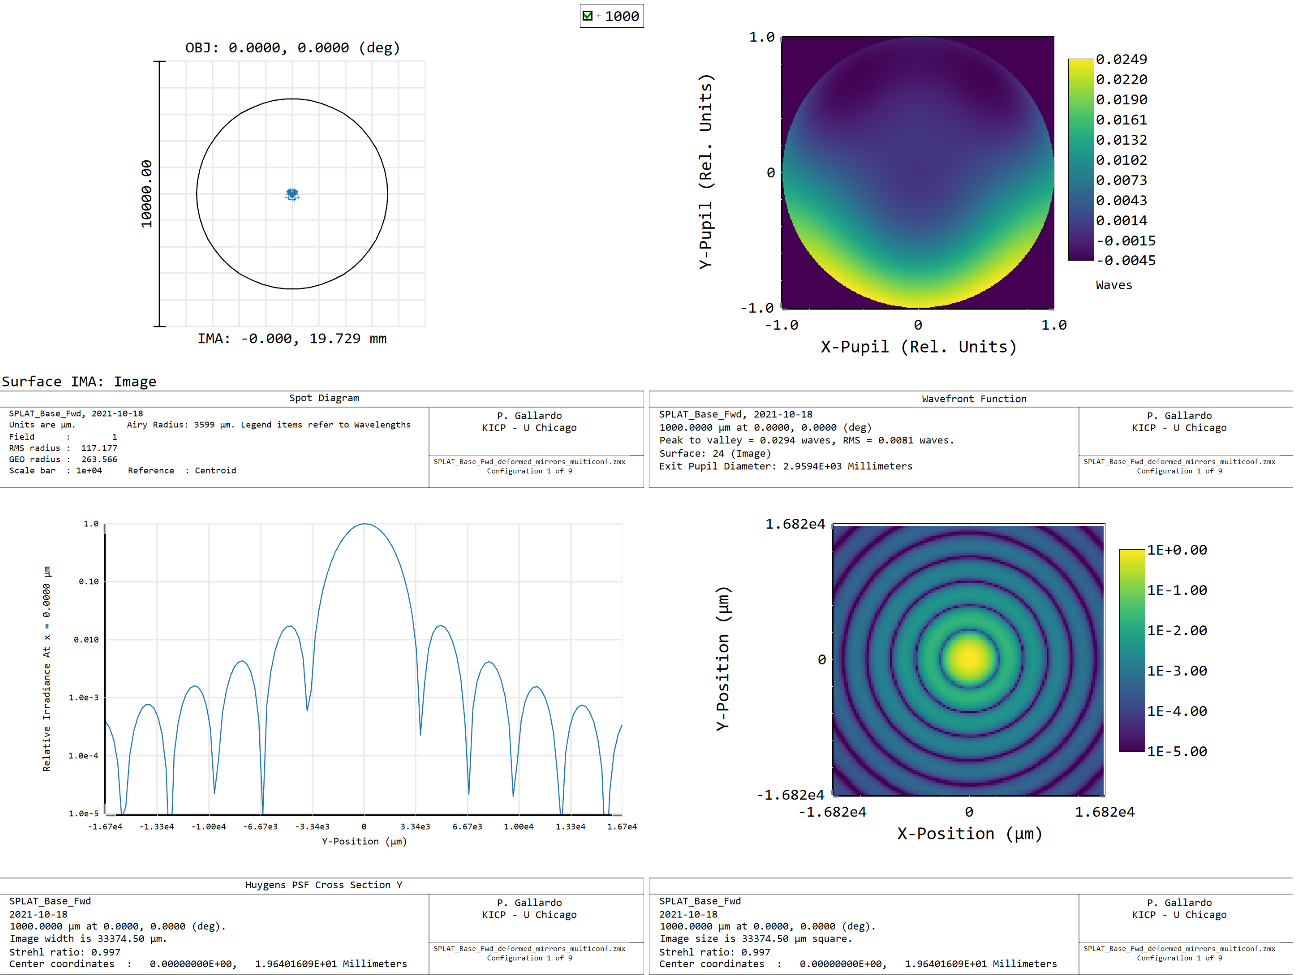 1000
OBJ: 0.0000, 0.0000 (deg)
10000.00
IMA: -0.000, 19.729 mm
Surface IMA: Image
Spot Diagram
SPLAT_Base_Fwd, 2021-10-18
Units are µm. Airy Radius: 3599 µm. Legend items refer to Wavelengths
Field : 1
RMS radius : 117.177
GEO radius : 263.566
Scale bar : 1e+04 Reference : Centroid
P. Gallardo
KICP - U Chicago
SPLAT_Base_Fwd_deformed_mirrors_multiconf.zmx
Configuration 1 of 9
1.0
0
-1.0
Y-Pupil (Rel. Units)
-1.0 0 1.0
X-Pupil (Rel. Units)
0.0249
0.0220
0.0190
0.0161
0.0132
0.0102
0.0073
0.0043
0.0014
-0.0015
-0.0045
Waves
Wavefront Function
SPLAT_Base_Fwd, 2021-10-18
1000.0000 µm at 0.0000, 0.0000 (deg)
Peak to valley = 0.0294 waves, RMS = 0.0081 waves.
Surface: 24 (Image)
Exit Pupil Diameter: 2.9594E+03 Millimeters
P. Gallardo
KICP - U Chicago
SPLAT_Base_Fwd_deformed_mirrors_multiconf.zmx
Configuration 1 of 9
Relative Irradiance At x = 0.0000 µm
1.0
0.10
0.010
1.0e-3
1.0e-4
1.0e-5
-1.67e4 -1.33e4 -1.00e4 -6.67e3 -3.34e3 0 3.34e3 6.67e3 1.00e4 1.33e4 1.67e4
Y-Position (µm)
Huygens PSF Cross Section Y
SPLAT_Base_Fwd
2021-10-18
1000.0000 µm at 0.0000, 0.0000 (deg).
Image width is 33374.50 µm.
Strehl ratio: 0.997
Center coordinates : 0.00000000E+00, 1.96401609E+01 Millimeters
P. Gallardo
KICP - U Chicago
SPLAT_Base_Fwd_deformed_mirrors_multiconf.zmx
Configuration 1 of 9
1.682e4
0
-1.682e4
Y-Position (µm)
-1.682e4 0 1.682e4
X-Position (µm)
1E+0.00
1E-1.00
1E-2.00
1E-3.00
1E-4.00
1E-5.00
SPLAT_Base_Fwd
2021-10-18
1000.0000 µm at 0.0000, 0.0000 (deg).
Image size is 33374.50 µm square.
Strehl ratio: 0.997
Center coordinates : 0.00000000E+00, 1.96401609E+01 Millimeters
P. Gallardo
KICP - U Chicago
SPLAT_Base_Fwd_deformed_mirrors_multiconf.zmx
Configuration 1 of 9